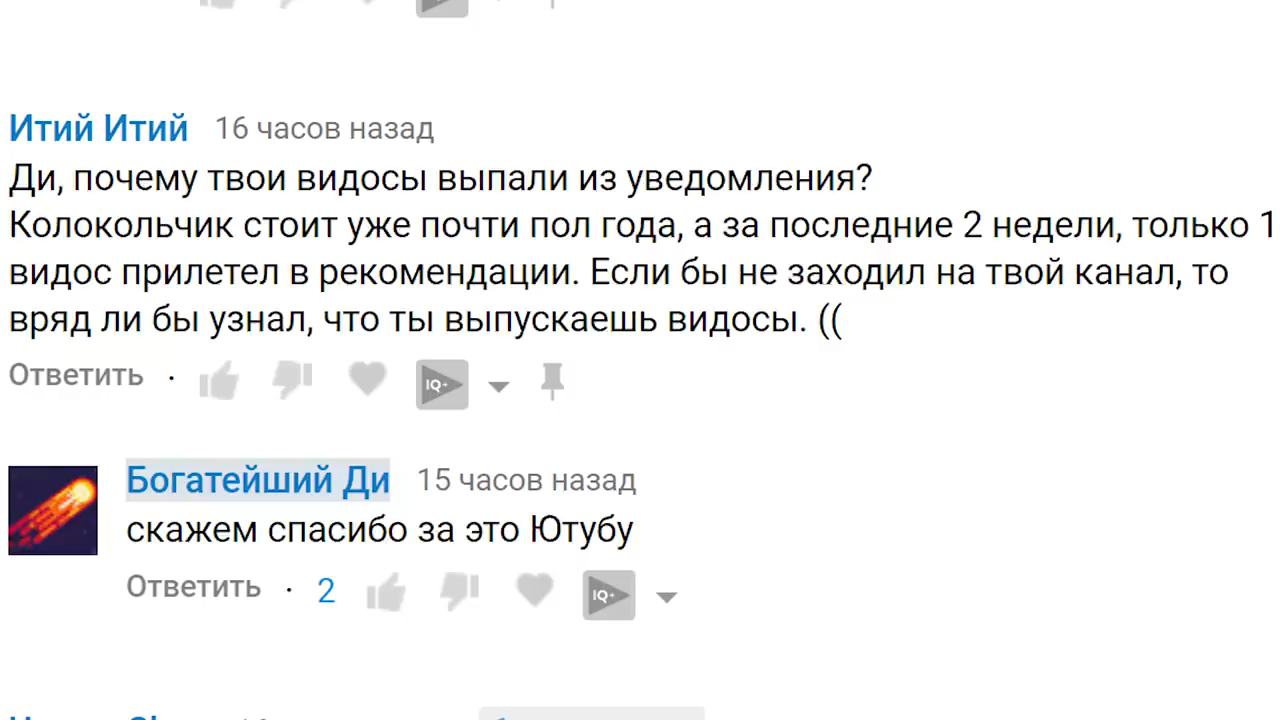 Итий Итий 16 часов назад
Ди, почему твои видосы выпали из уведомления?
Колокольчик стоит уже почти пол года, а за последние 2 недели, только 1
видос прилетел в рекомендации. Если бы не заходил на твой канал, то
вряд ли бы узнал, что ты выпускаешь видосы. ((
Ответить · IQ+
Богатейший Ди 15 часов назад
скажем спасибо за это Ютубу
Ответить · 2 IQ+